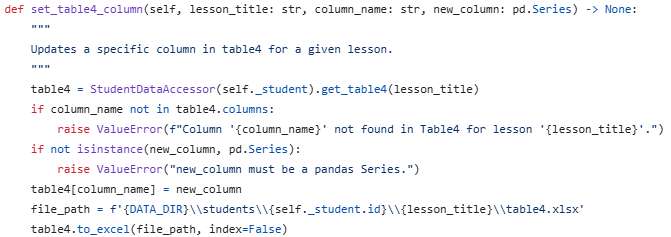 def set_table4_column(self, lesson_title: str, column_name: str, new_column: pd.Series) -> None:
    """
    Updates a specific column in table4 for a given lesson.
    """
    table4 = StudentDataAccessor(self._student).get_table4(lesson_title)
    if column_name not in table4.columns:
        raise ValueError(f"Column '{column_name}' not found in Table4 for lesson '{lesson_title}'.")
    if not isinstance(new_column, pd.Series):
        raise ValueError("new_column must be a pandas Series.")
    table4[column_name] = new_column
    file_path = f'{DATA_DIR}\\students\\{self._student.id}\\{lesson_title}\\table4.xlsx'
    table4.to_excel(file_path, index=False)